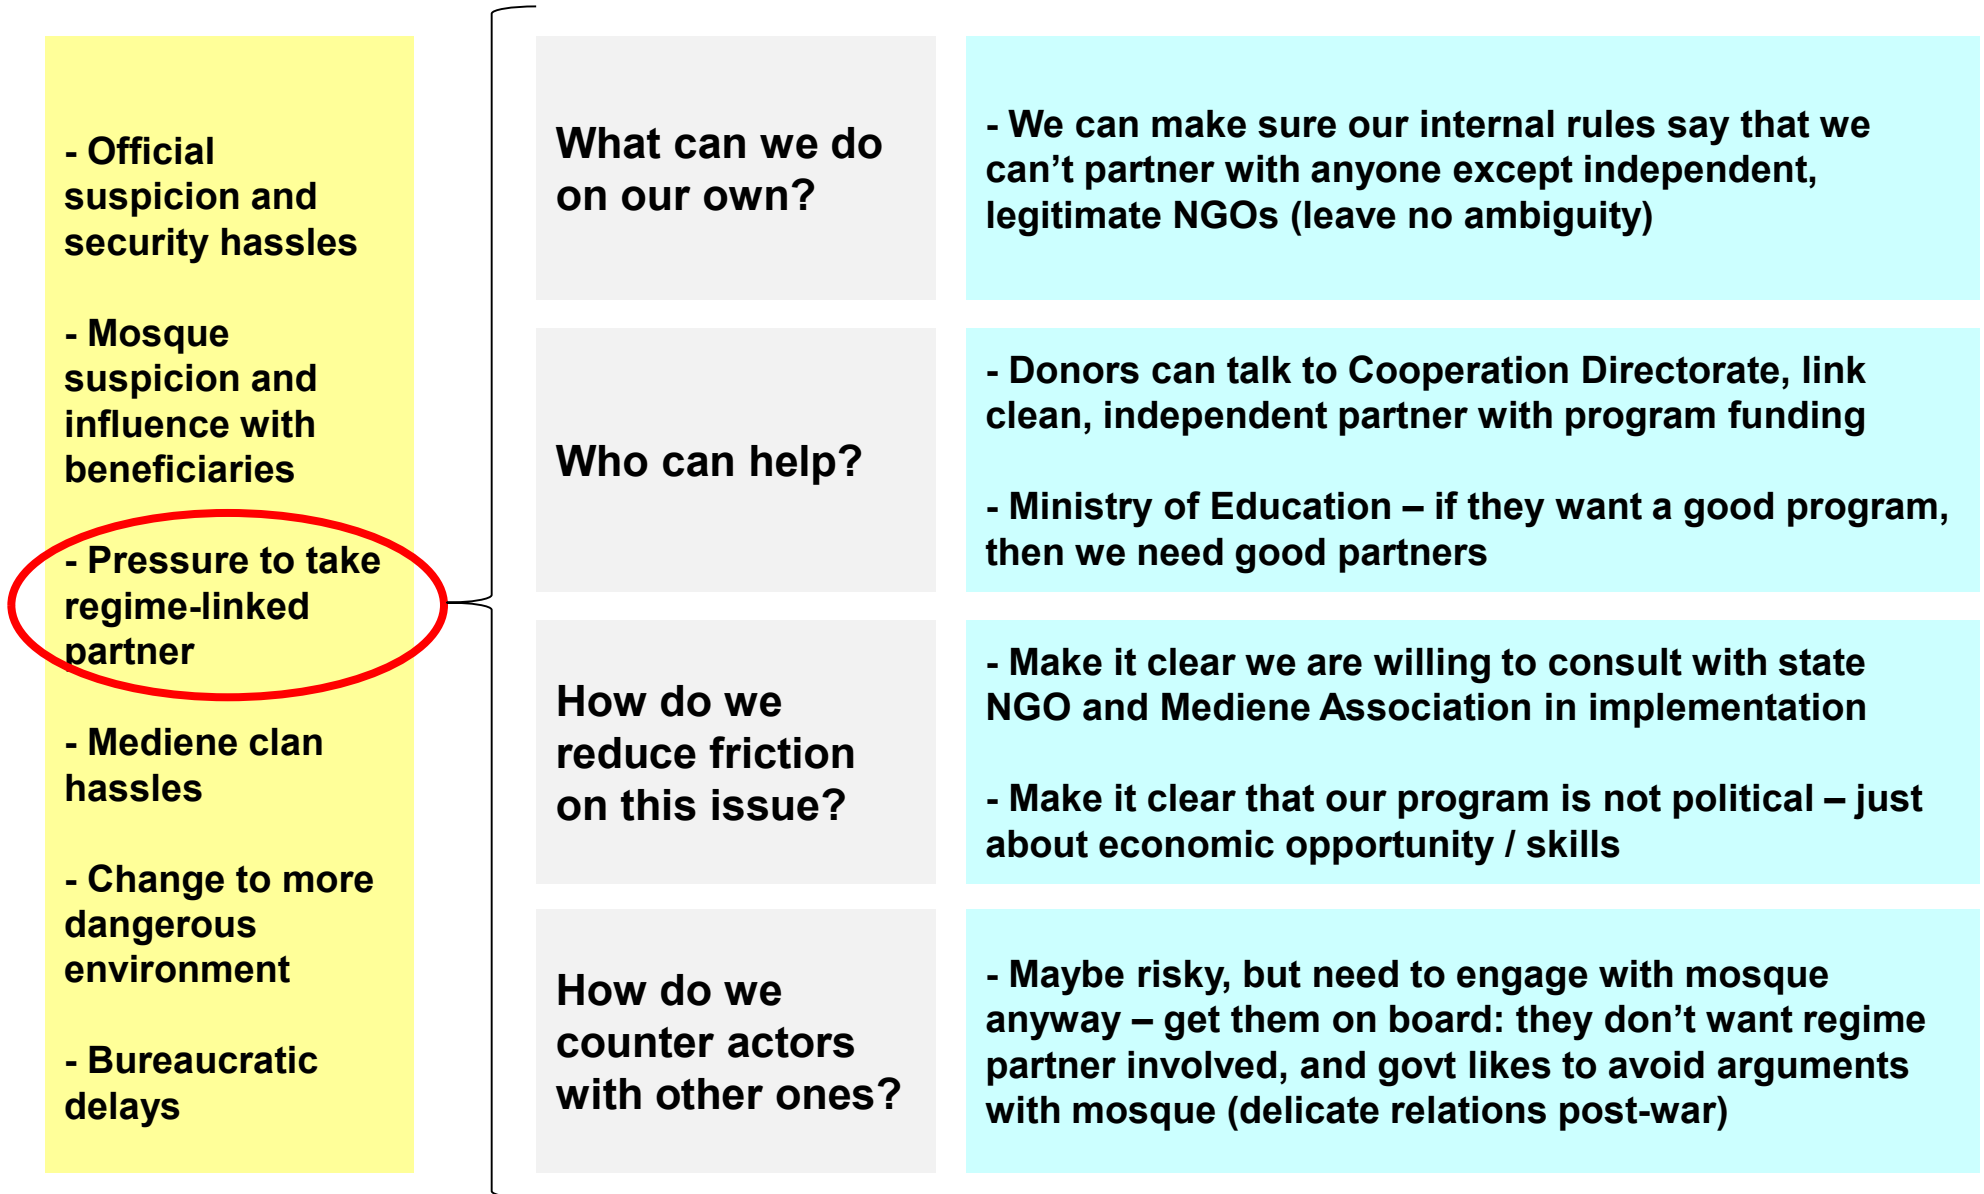 - Official
suspicion and
security hassles
- Mosque
suspicion and
influence with
beneficiaries
- Pressure to take
regime-linked
partner
- Mediene clan
hassles
- Change to more
dangerous
environment
- Bureaucratic
delays
What can we do
on our own?
- We can make sure our internal rules say that we
can’t partner with anyone except independent,
legitimate NGOs (leave no ambiguity)
Who can help?
- Donors can talk to Cooperation Directorate, link
clean, independent partner with program funding
- Ministry of Education – if they want a good program,
then we need good partners
How do we
reduce friction
on this issue?
- Make it clear we are willing to consult with state
NGO and Mediene Association in implementation
- Make it clear that our program is not political – just
about economic opportunity / skills
How do we
counter actors
with other ones?
- Maybe risky, but need to engage with mosque
anyway – get them on board: they don’t want regime
partner involved, and govt likes to avoid arguments
with mosque (delicate relations post-war)